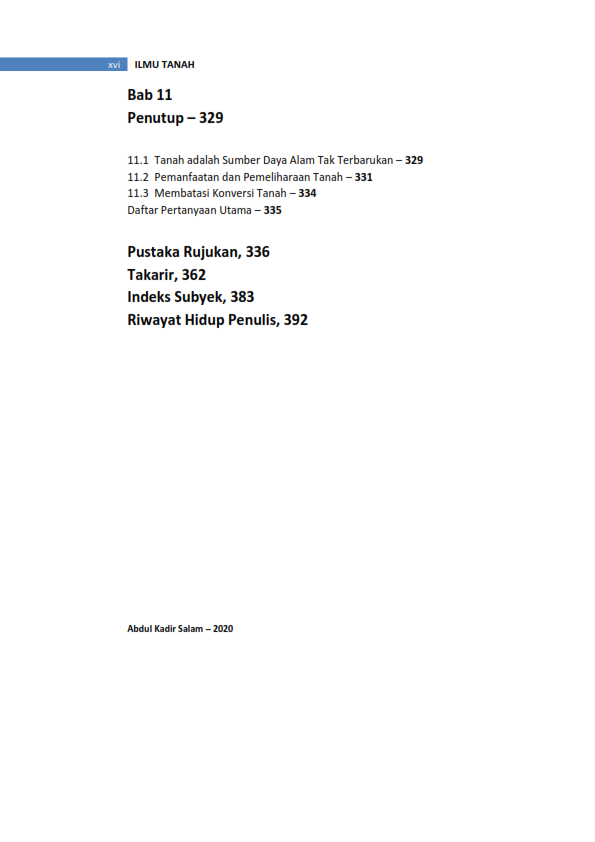 xvi ILMU TANAH
Bab 11
Penutup – 329
11.1 Tanah adalah Sumber Daya Alam Tak Terbarukan – 329
11.2 Pemanfaatan dan Pemeliharaan Tanah – 331
11.3 Membatasi Konversi Tanah – 334
Daftar Pertanyaan Utama – 335
Pustaka Rujukan, 336
Takarir, 362
Indeks Subyek, 383
Riwayat Hidup Penulis, 392
Abdul Kadir Salam – 2020